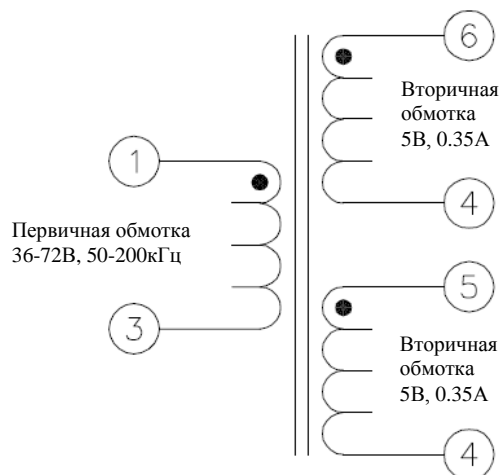 6
Вторичная
обмотка
5В, 0.35А
1
4
Первичная обмотка
36-72В, 50-200кГц
5
3
Вторичная
обмотка
5В, 0.35А
4